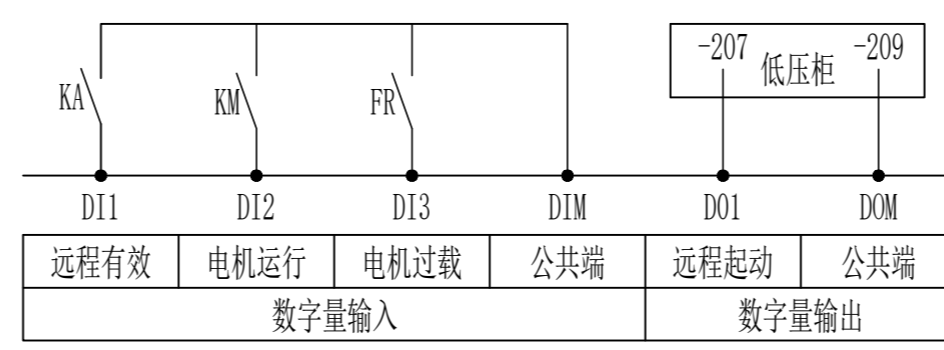 -207 低压柜 -209
KA KM FR
DI1 DI2 DI3 DIM DO1 DOM
远程有效 电机运行 电机过载 公共端 远程起动 公共端
数字量输入 数字量输出